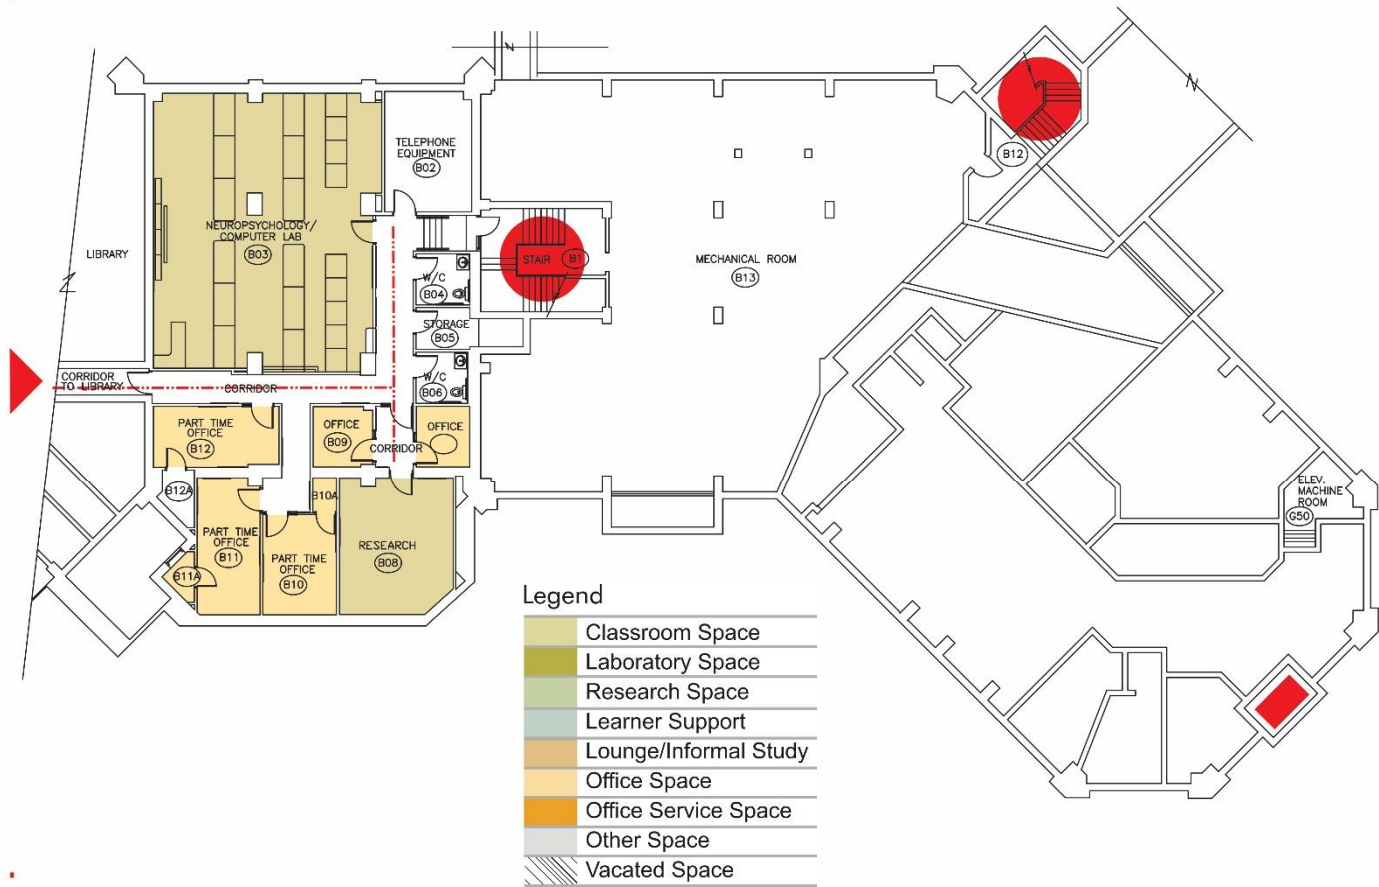 N
TELEPHONE
EQUIPMENT
B02
B12
N
NEUROPSYCHOLOGY/
COMPUTER LAB
B03
LIBRARY
N
STAIR
B1
MECHANICAL ROOM
B13
W/C
B04
STORAGE
B05
W/C
B06
CORRIDOR
TO LIBRARY
CORRIDOR
PART TIME
OFFICE
B12
OFFICE
B09
OFFICE
CORRIDOR
B12A
B10A
PART TIME
OFFICE
B11
PART TIME
OFFICE
B10
RESEARCH
B08
B11A
ELEV.
MACHINE
ROOM
G50
Legend
Classroom Space
Laboratory Space
Research Space
Learner Support
Lounge/Informal Study
Office Space
Office Service Space
Other Space
Vacated Space